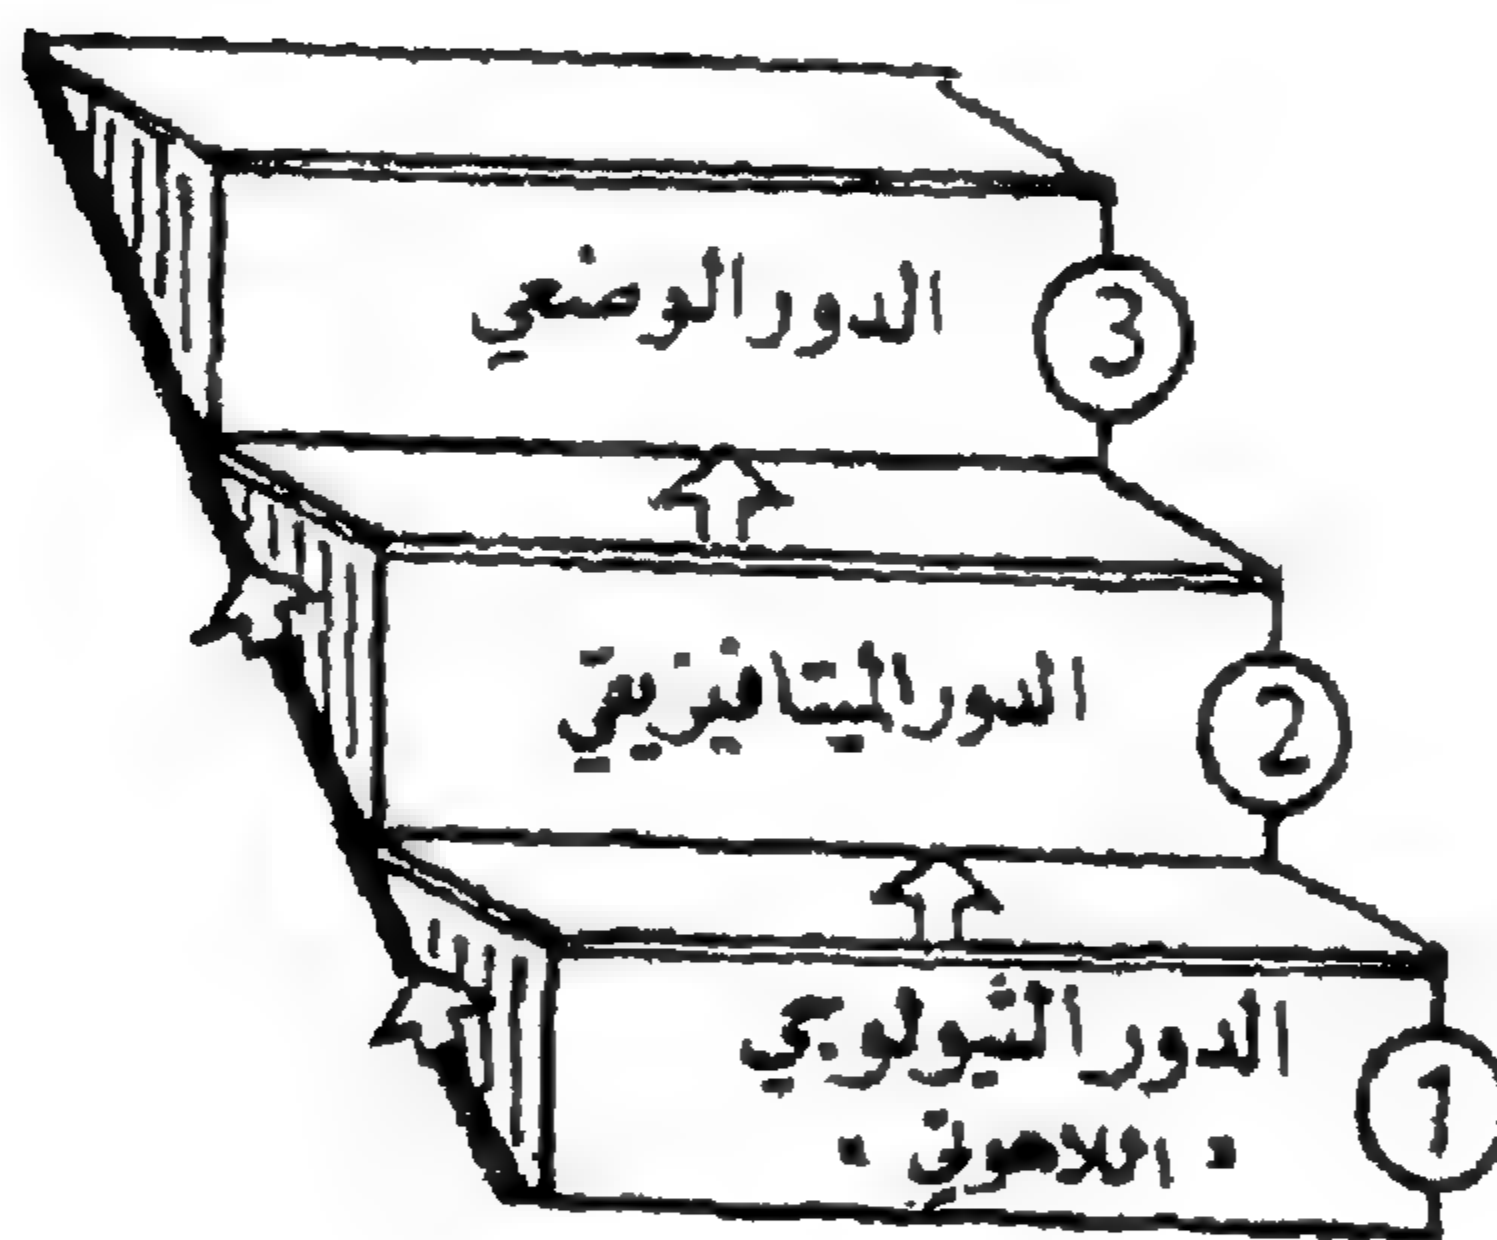 الدور الوضعي
3
الدور الميتافيزيقي
2
الدور الثيولوجي
« اللاهوتي »
1